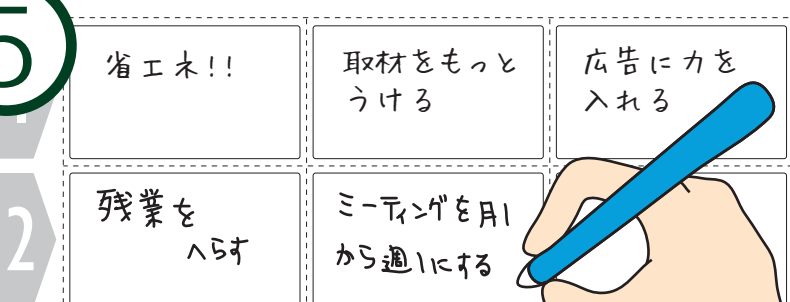 5
省エネ!!
取材をもっと
うける
広告に力を
入れる
2
残業を
へらす
ミーティングを月1
から週1にする